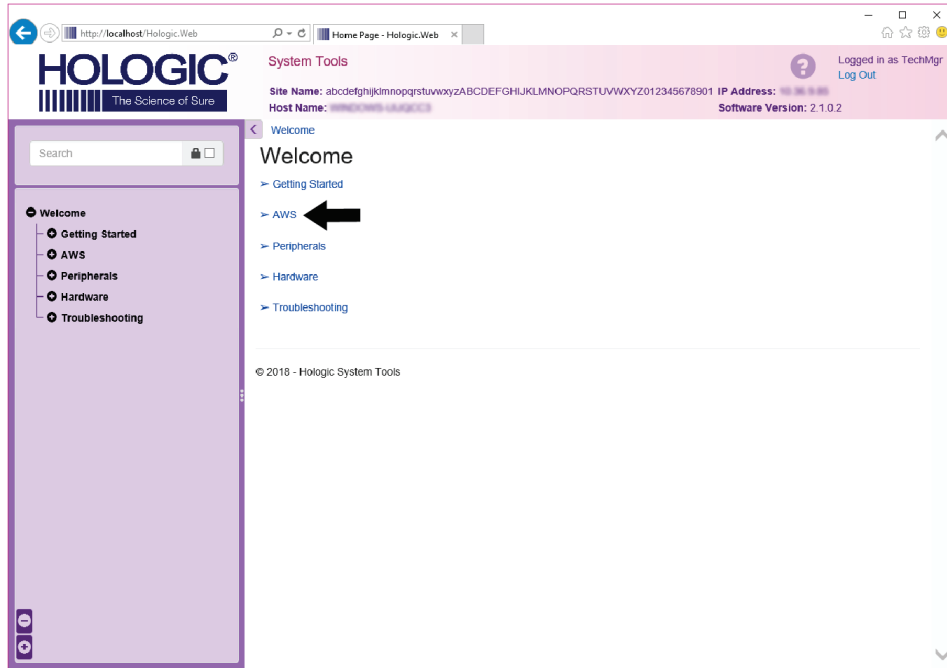 http://localhost/Hologic.Web
Home Page - Hologic.Web
HOLOGIC®
The Science of Sure
System Tools
Logged in as TechMgr
Log Out
Site Name: abcdefghijklmnopqrstuvwxyzABCDEFGHIJKLMNOPQRSTUVWXYZ012345678901 IP Address:
Host Name:
Software Version: 2.1.0.2
Search
Welcome
Getting Started
AWS
Peripherals
Hardware
Troubleshooting
Welcome
Welcome
➢ Getting Started
➢ AWS
➢ Peripherals
➢ Hardware
➢ Troubleshooting
© 2018 - Hologic System Tools